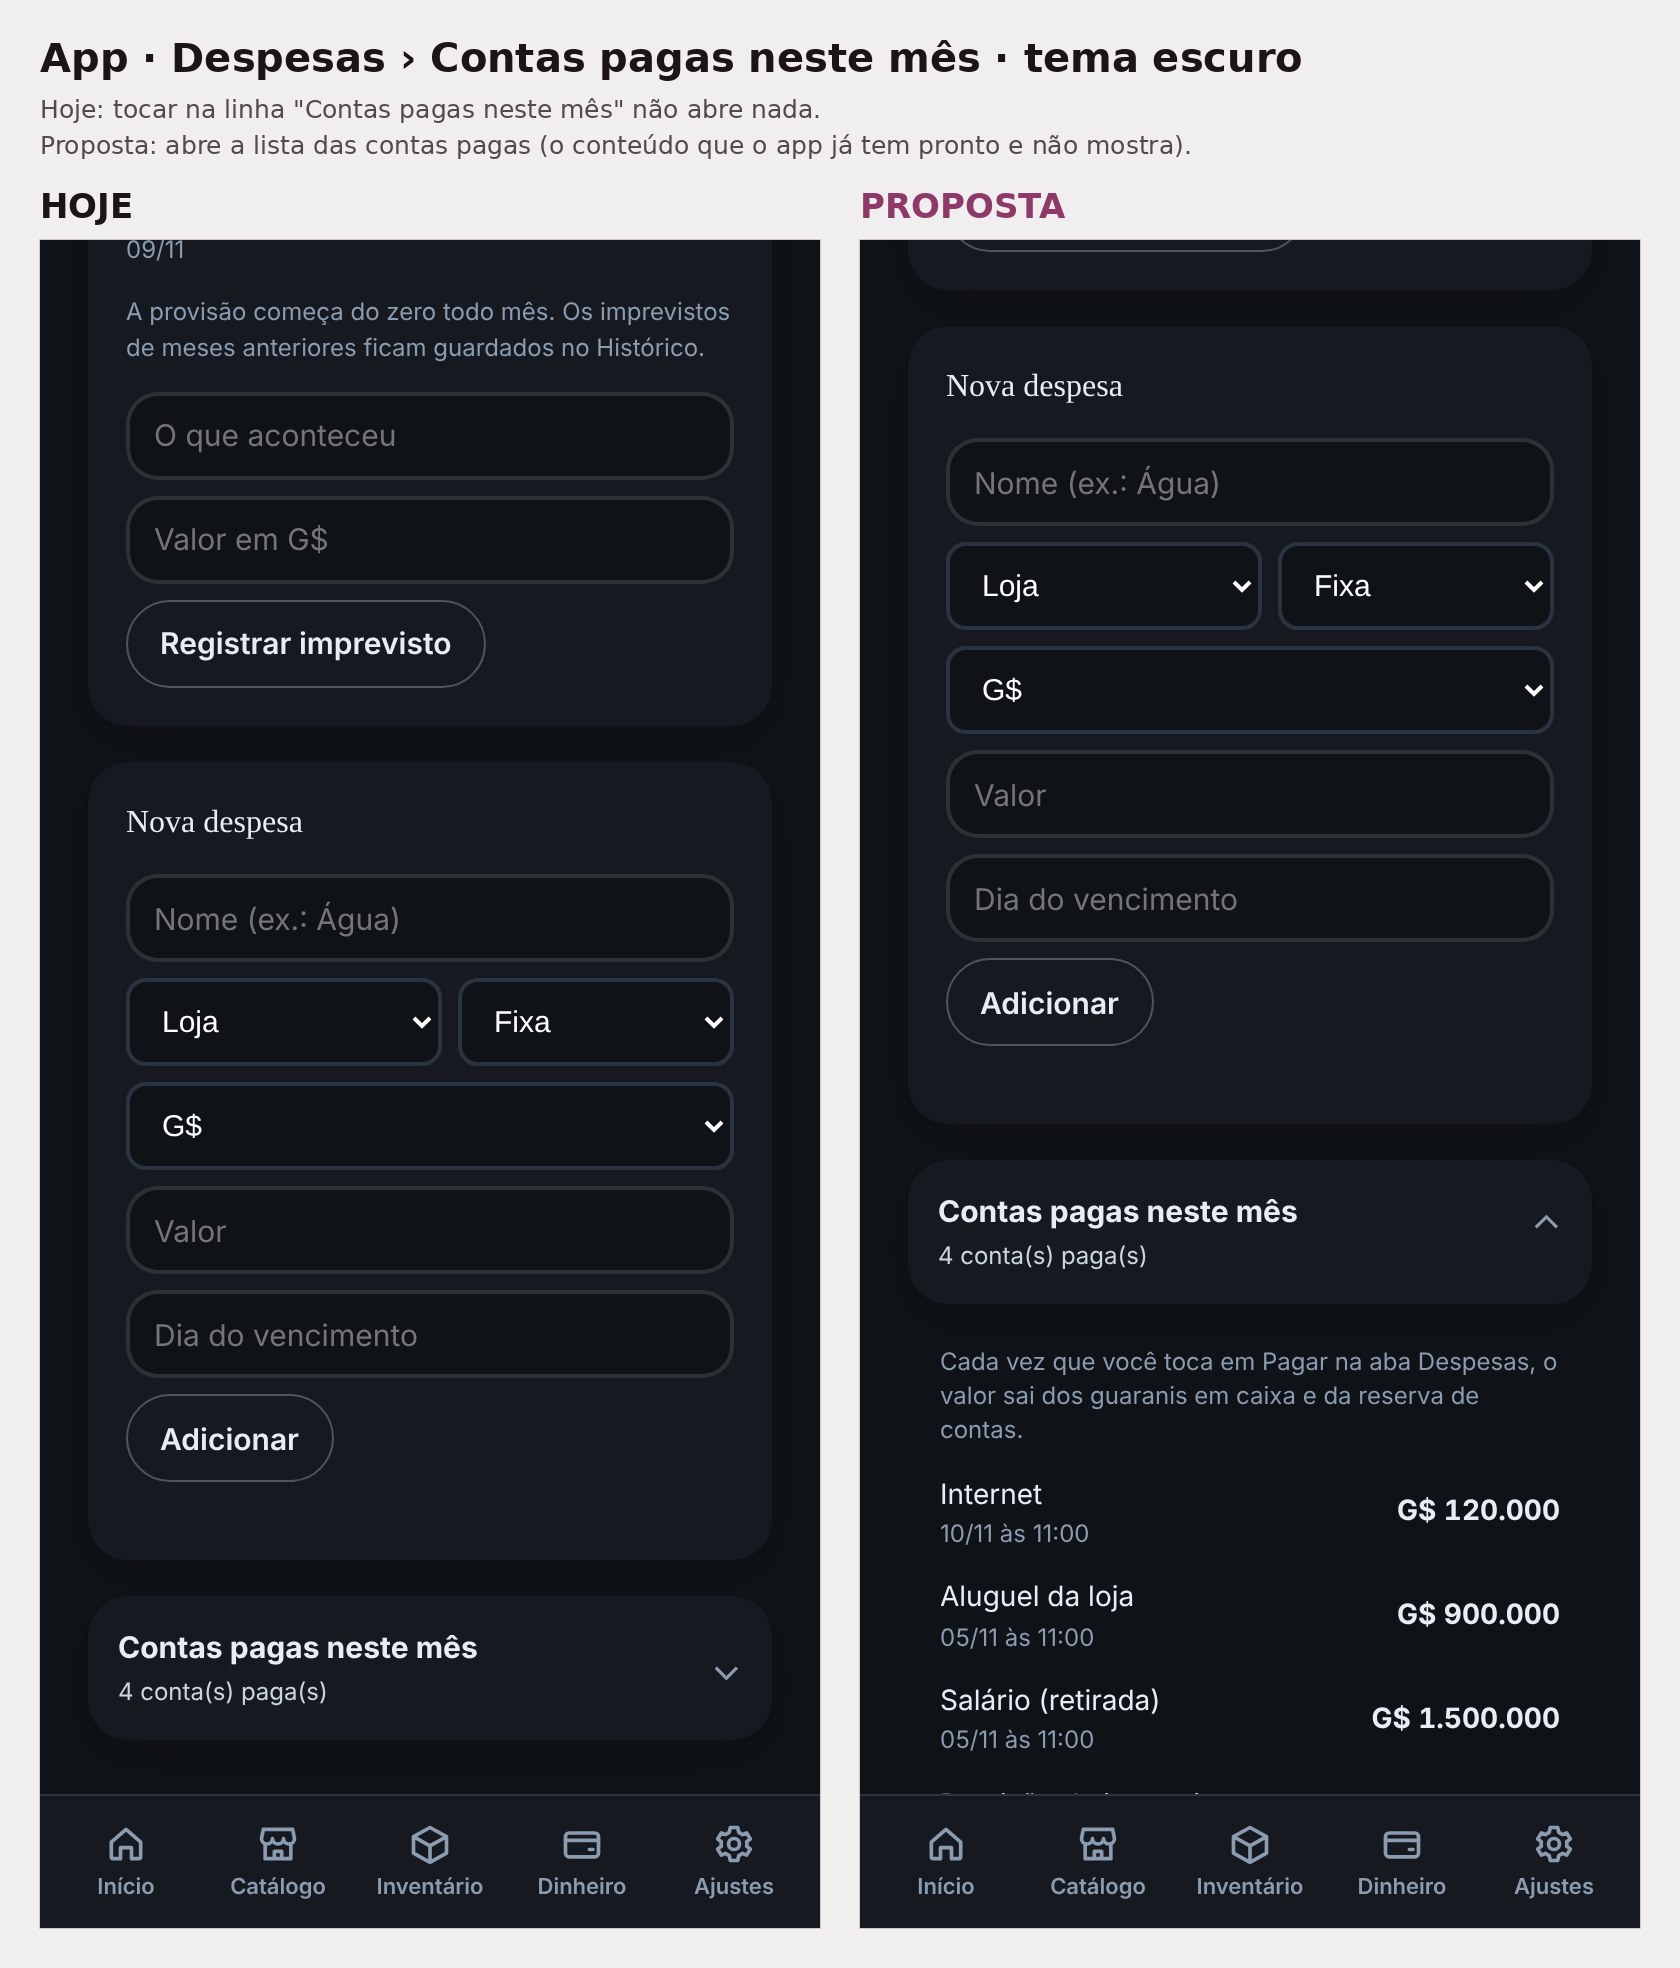 App · Despesas › Contas pagas neste mês · tema escuro
Hoje: tocar na linha "Contas pagas neste mês" não abre nada.
Proposta: abre a lista das contas pagas (o conteúdo que o app já tem pronto e não mostra).
HOJE
09/11
A provisão começa do zero todo mês. Os imprevistos
de meses anteriores ficam guardados no Histórico.
O que aconteceu
Valor em G$
Registrar imprevisto
Nova despesa
Nome (ex.: Água)
Loja
Fixa
G$
Valor
Dia do vencimento
Adicionar
Contas pagas neste mês
4 conta(s) paga(s)
Início
Catálogo
Inventário
Dinheiro
Ajustes
PROPOSTA
Nova despesa
Nome (ex.: Água)
Loja
Fixa
G$
Valor
Dia do vencimento
Adicionar
Contas pagas neste mês
4 conta(s) paga(s)
Cada vez que você toca em Pagar na aba Despesas, o
valor sai dos guaranis em caixa e da reserva de
contas.
Internet
10/11 às 11:00
G$ 120.000
Aluguel da loja
05/11 às 11:00
G$ 900.000
Salário (retirada)
05/11 às 11:00
G$ 1.500.000
Início
Catálogo
Inventário
Dinheiro
Ajustes